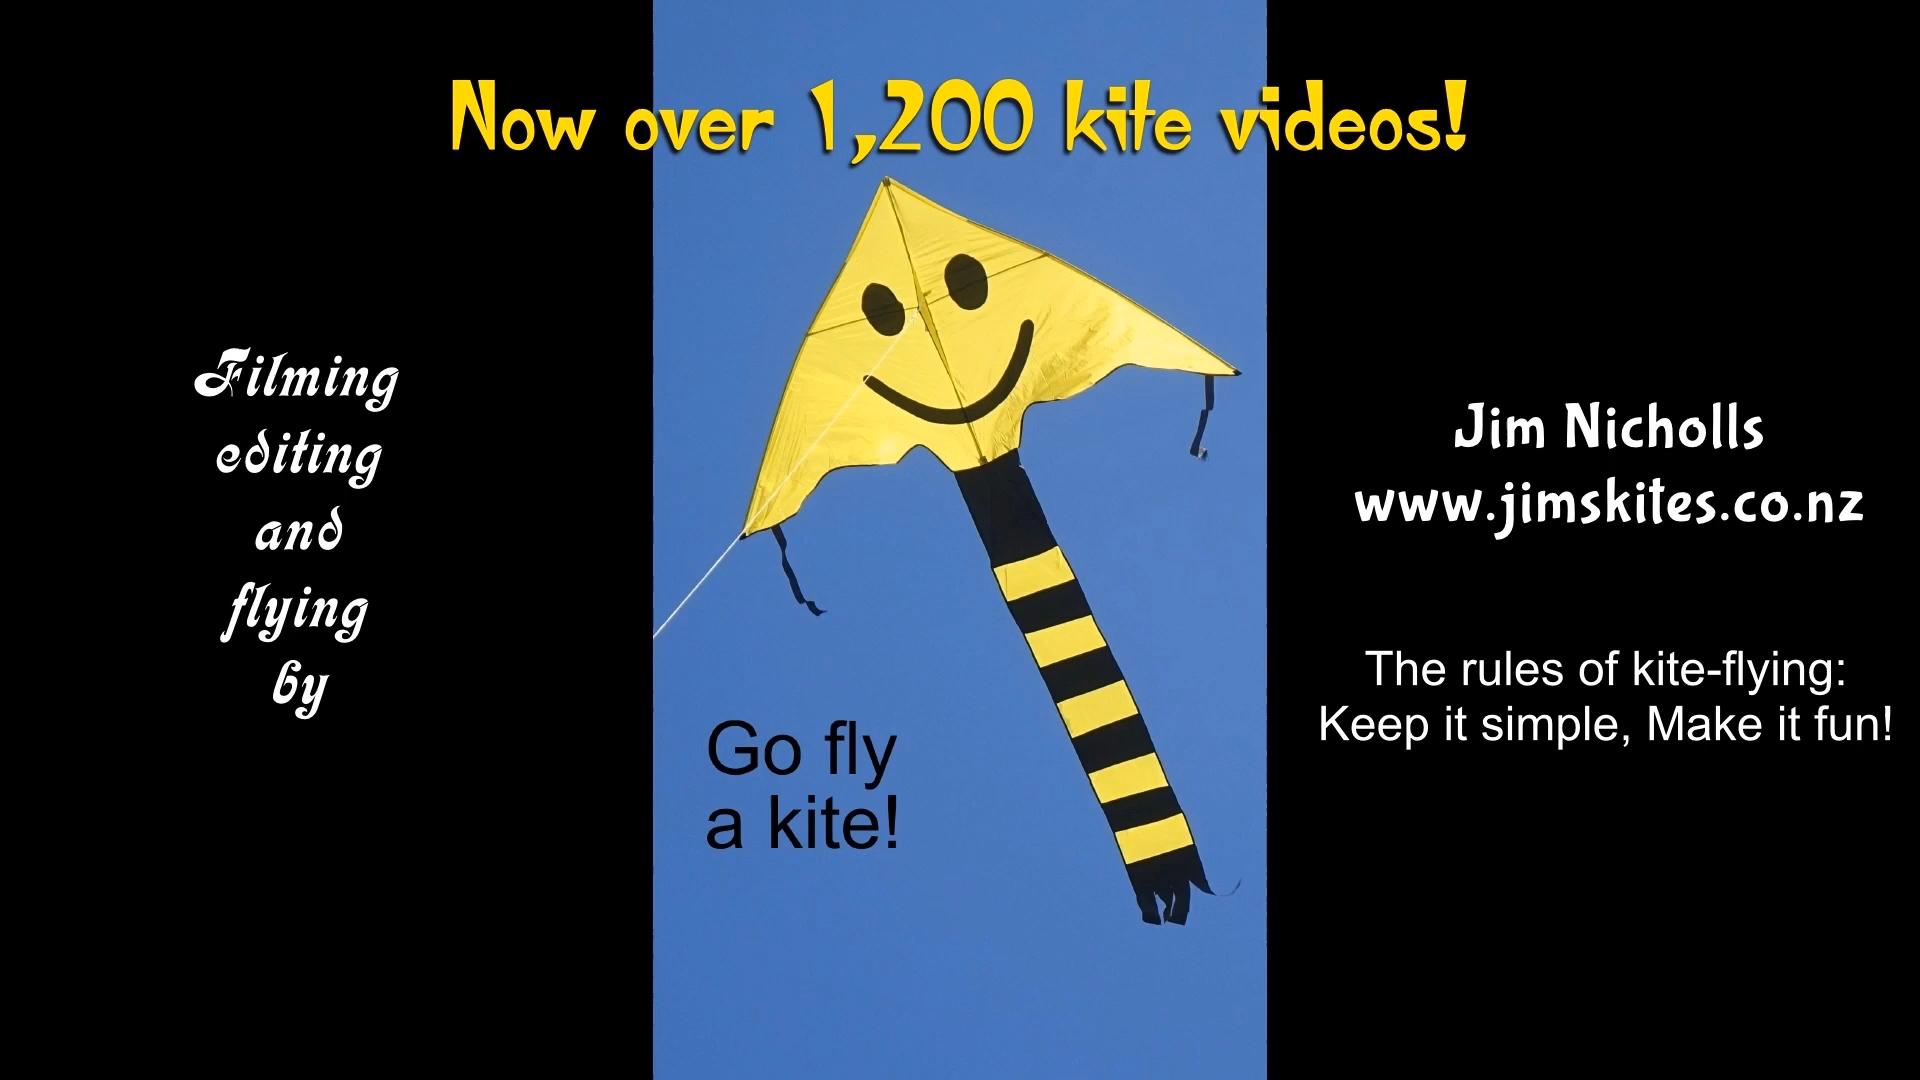 Now over 1,200 kite videos!
Filming
editing
and
flying
by
Jim Nicholls
www.jimskites.co.nz
The rules of kite-flying:
Keep it simple, Make it fun!
Go fly
a kite!